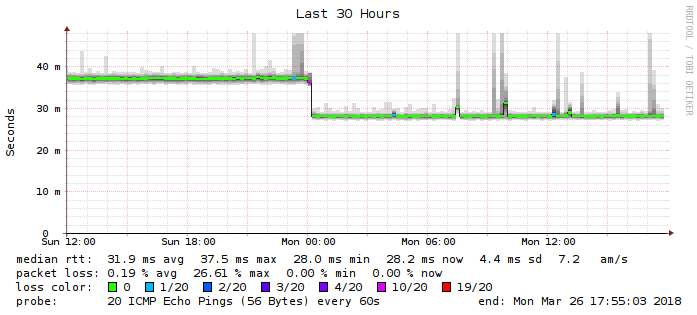 Last 30 Hours
RRDTOOL / TOBI OETIKER
Seconds
40 m
30 m
20 m
10 m
0
Sun 12:00 Sun 18:00 Mon 00:00 Mon 06:00 Mon 12:00
median rtt: 31.9 ms avg 37.5 ms max 28.0 ms min 28.2 ms now 4.4 ms sd 7.2 am/s
packet loss: 0.19 % avg 26.61 % max 0.00 % min 0.00 % now
loss color: 0 1/20 2/20 3/20 4/20 10/20 19/20
probe: 20 ICMP Echo Pings (56 Bytes) every 60s end: Mon Mar 26 17:55:03 2018